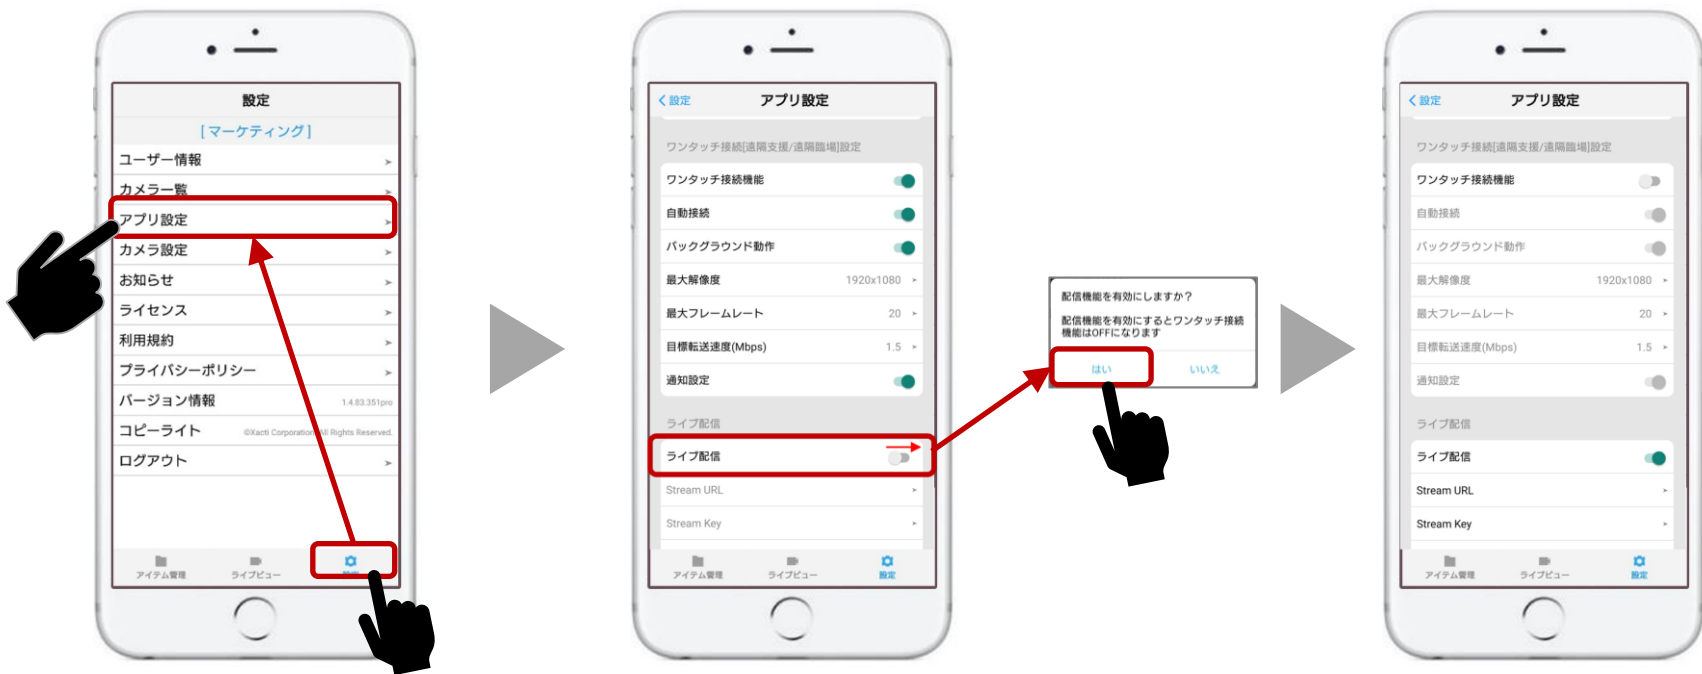 設定
[マーケティング]
ユーザー情報
カメラ一覧
アプリ設定
カメラ設定
お知らせ
ライセンス
利用規約
プライバシーポリシー
バージョン情報 1.4.83.351pro
コピーライト ©Xacti Corporation. All Rights Reserved.
ログアウト
アイテム管理 ライブビュー 設定
設定 アプリ設定
ワンタッチ接続[遠隔支援/遠隔臨場]設定
ワンタッチ接続機能
自動接続
バックグラウンド動作
最大解像度 1920x1080
最大フレームレート 20
目標転送速度(Mbps) 1.5
通知設定
ライブ配信
ライブ配信
Stream URL
Stream Key
アイテム管理 ライブビュー 設定
配信機能を有効にしますか？
配信機能を有効にするとワンタッチ接続
機能はOFFになります
はい いいえ
設定 アプリ設定
ワンタッチ接続[遠隔支援/遠隔臨場]設定
ワンタッチ接続機能
自動接続
バックグラウンド動作
最大解像度 1920x1080
最大フレームレート 20
目標転送速度(Mbps) 1.5
通知設定
ライブ配信
ライブ配信
Stream URL
Stream Key
アイテム管理 ライブビュー 設定